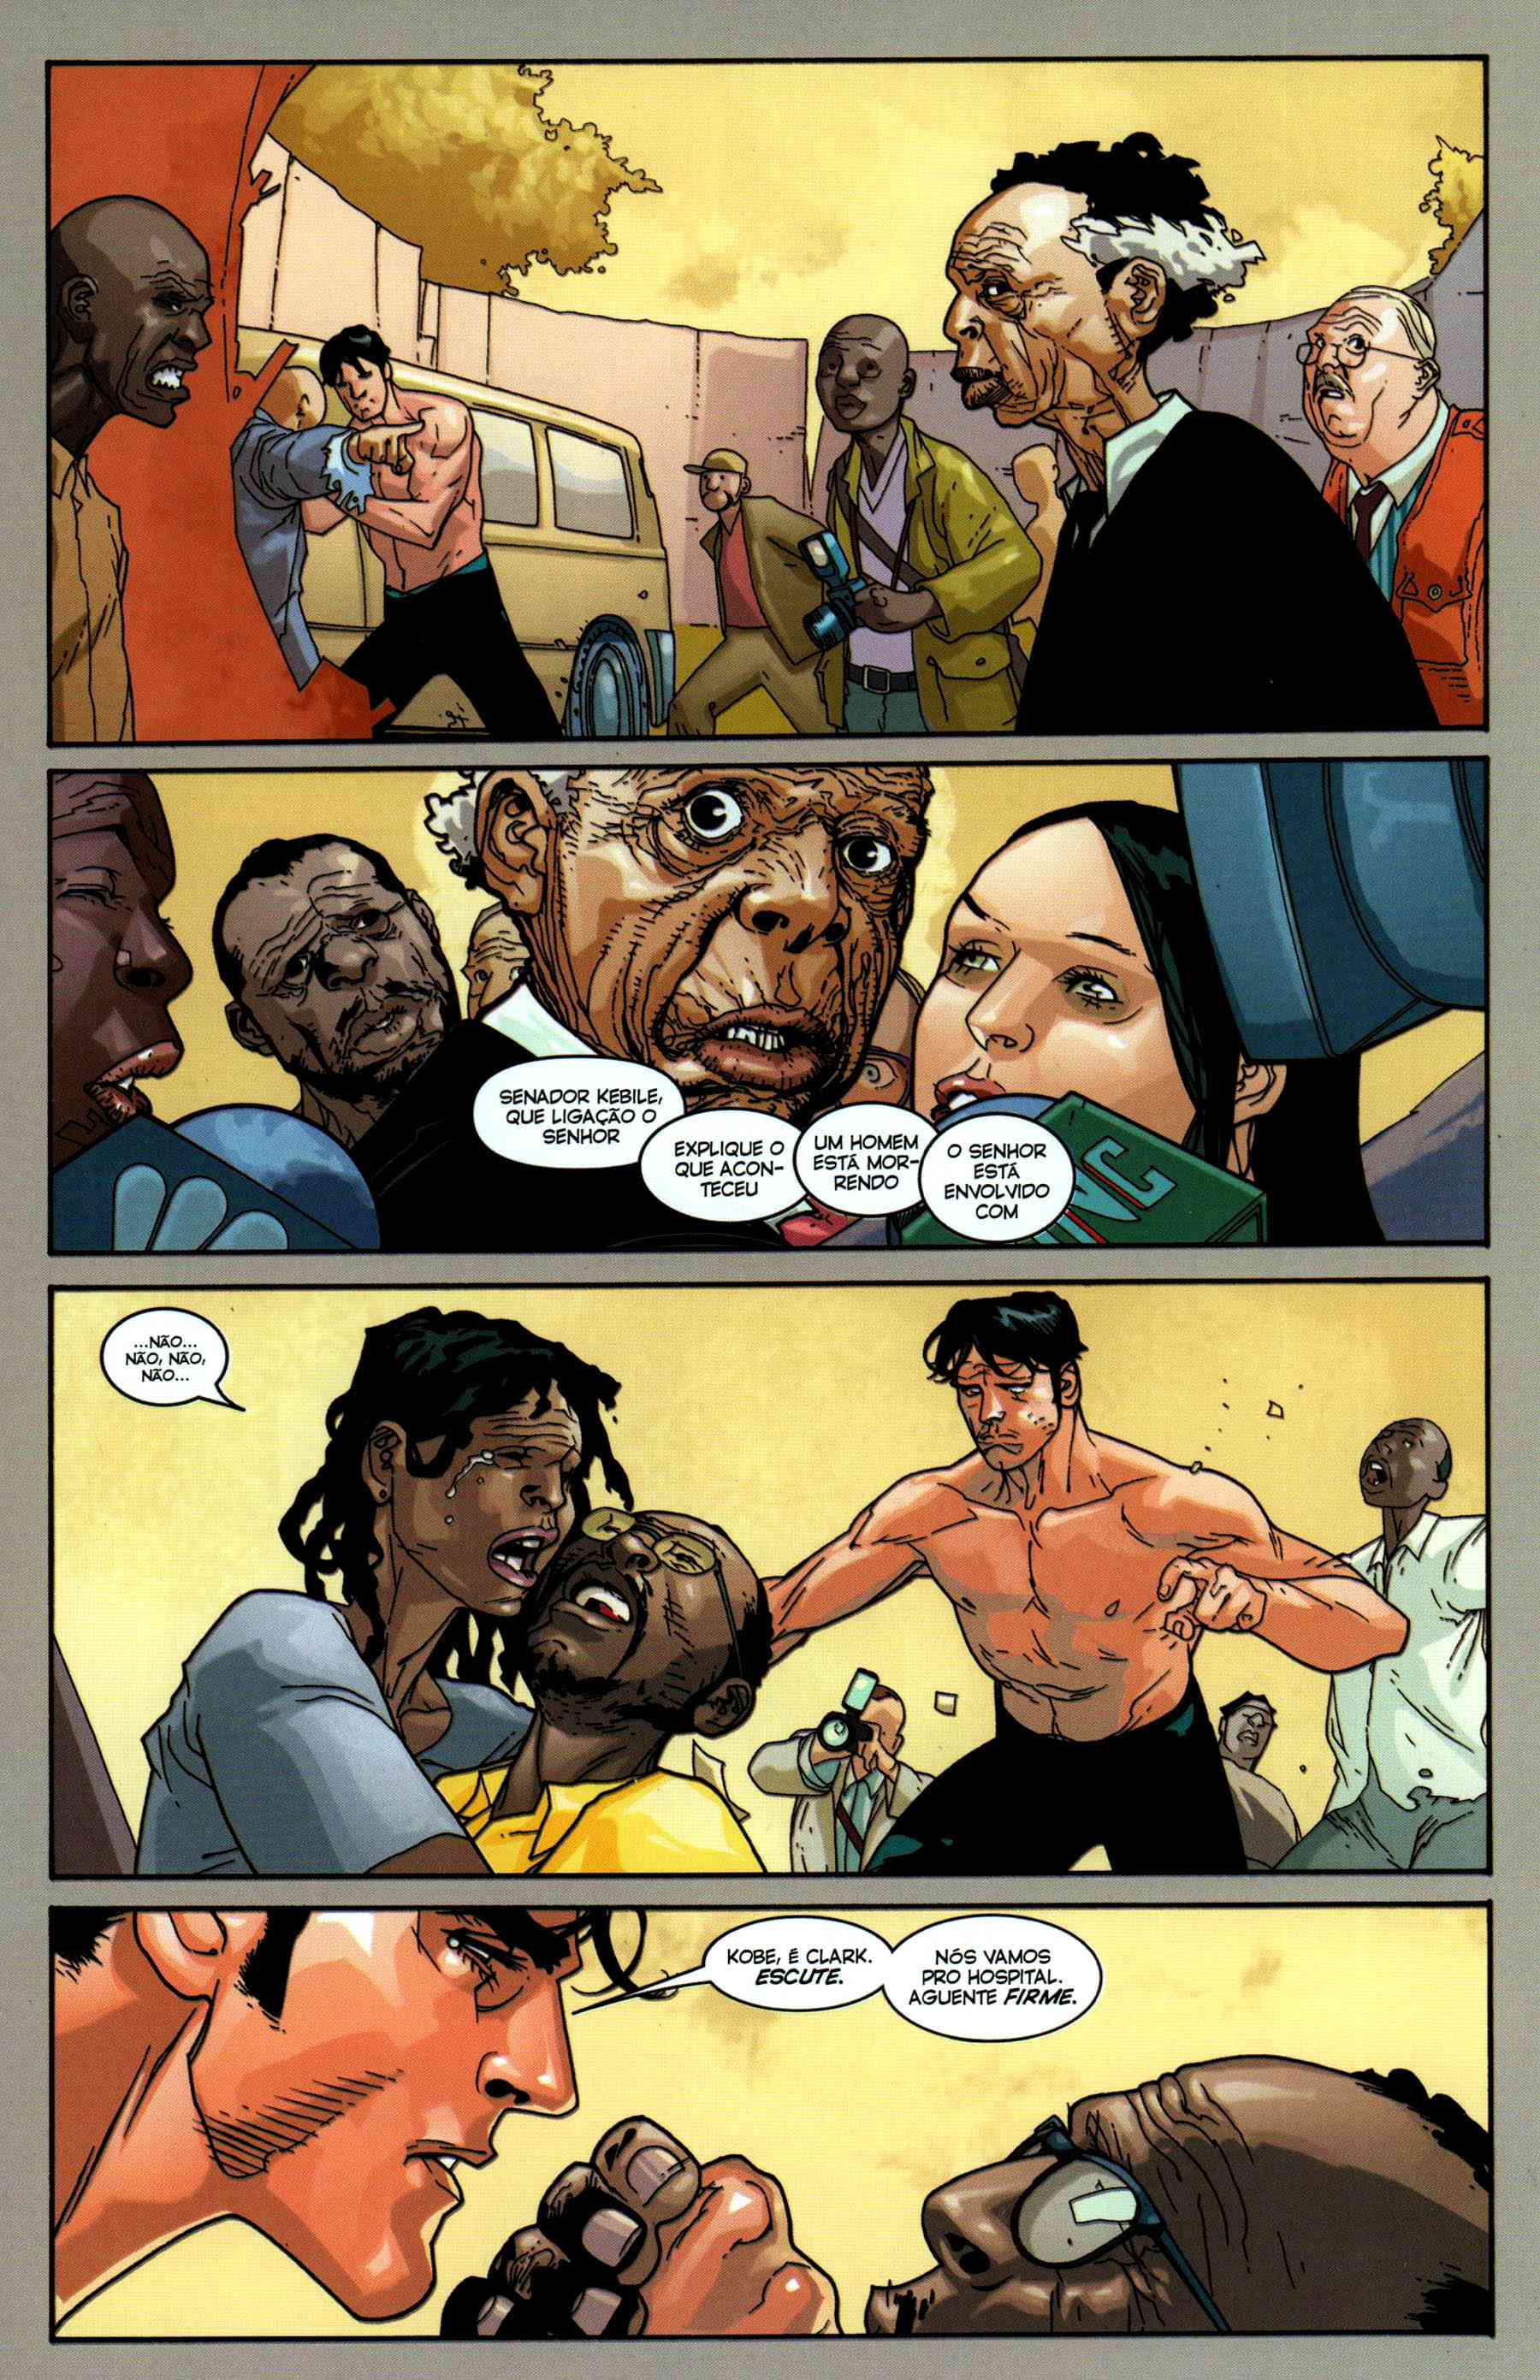 SENADOR KEBILE,
QUE LIGAÇÃO O
SENHOR
EXPLIQUE O
QUE ACON-
TECEU
UM HOMEM
ESTÁ MOR-
RENDO
O SENHOR
ESTÁ
ENVOLVIDO
COM
...NÃO...
NÃO, NÃO,
NÃO...
KOBE, É CLARK.
ESCUTE.
NÓS VAMOS
PRO HOSPITAL.
AGUENTE FIRME.